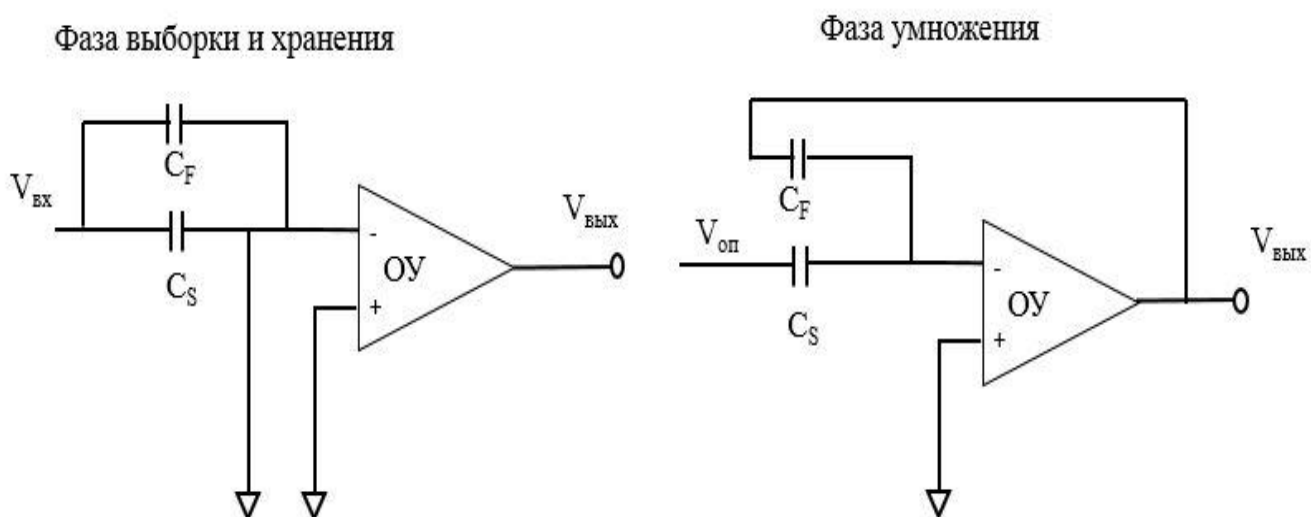 Фаза выборки и хранения
C_F
V_вх
C_S
-
+
ОУ
V_вых
Фаза умножения
C_F
V_оп
C_S
-
+
ОУ
V_вых